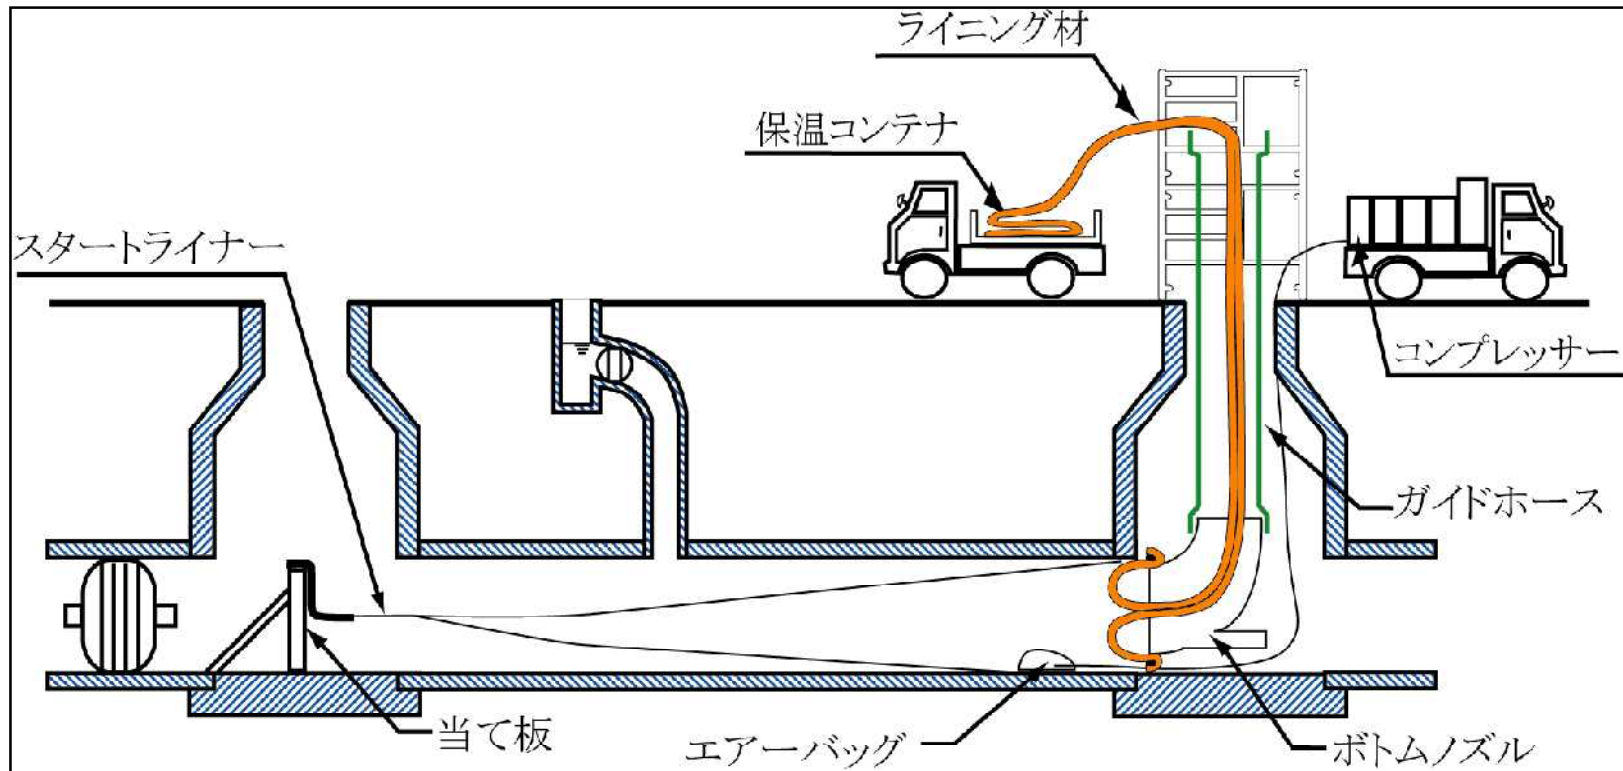 ライニング材
保温コンテナ
スタートライナー
コンプレッサー
ガイドホース
当て板
エアーバッグ
ボトムノズル